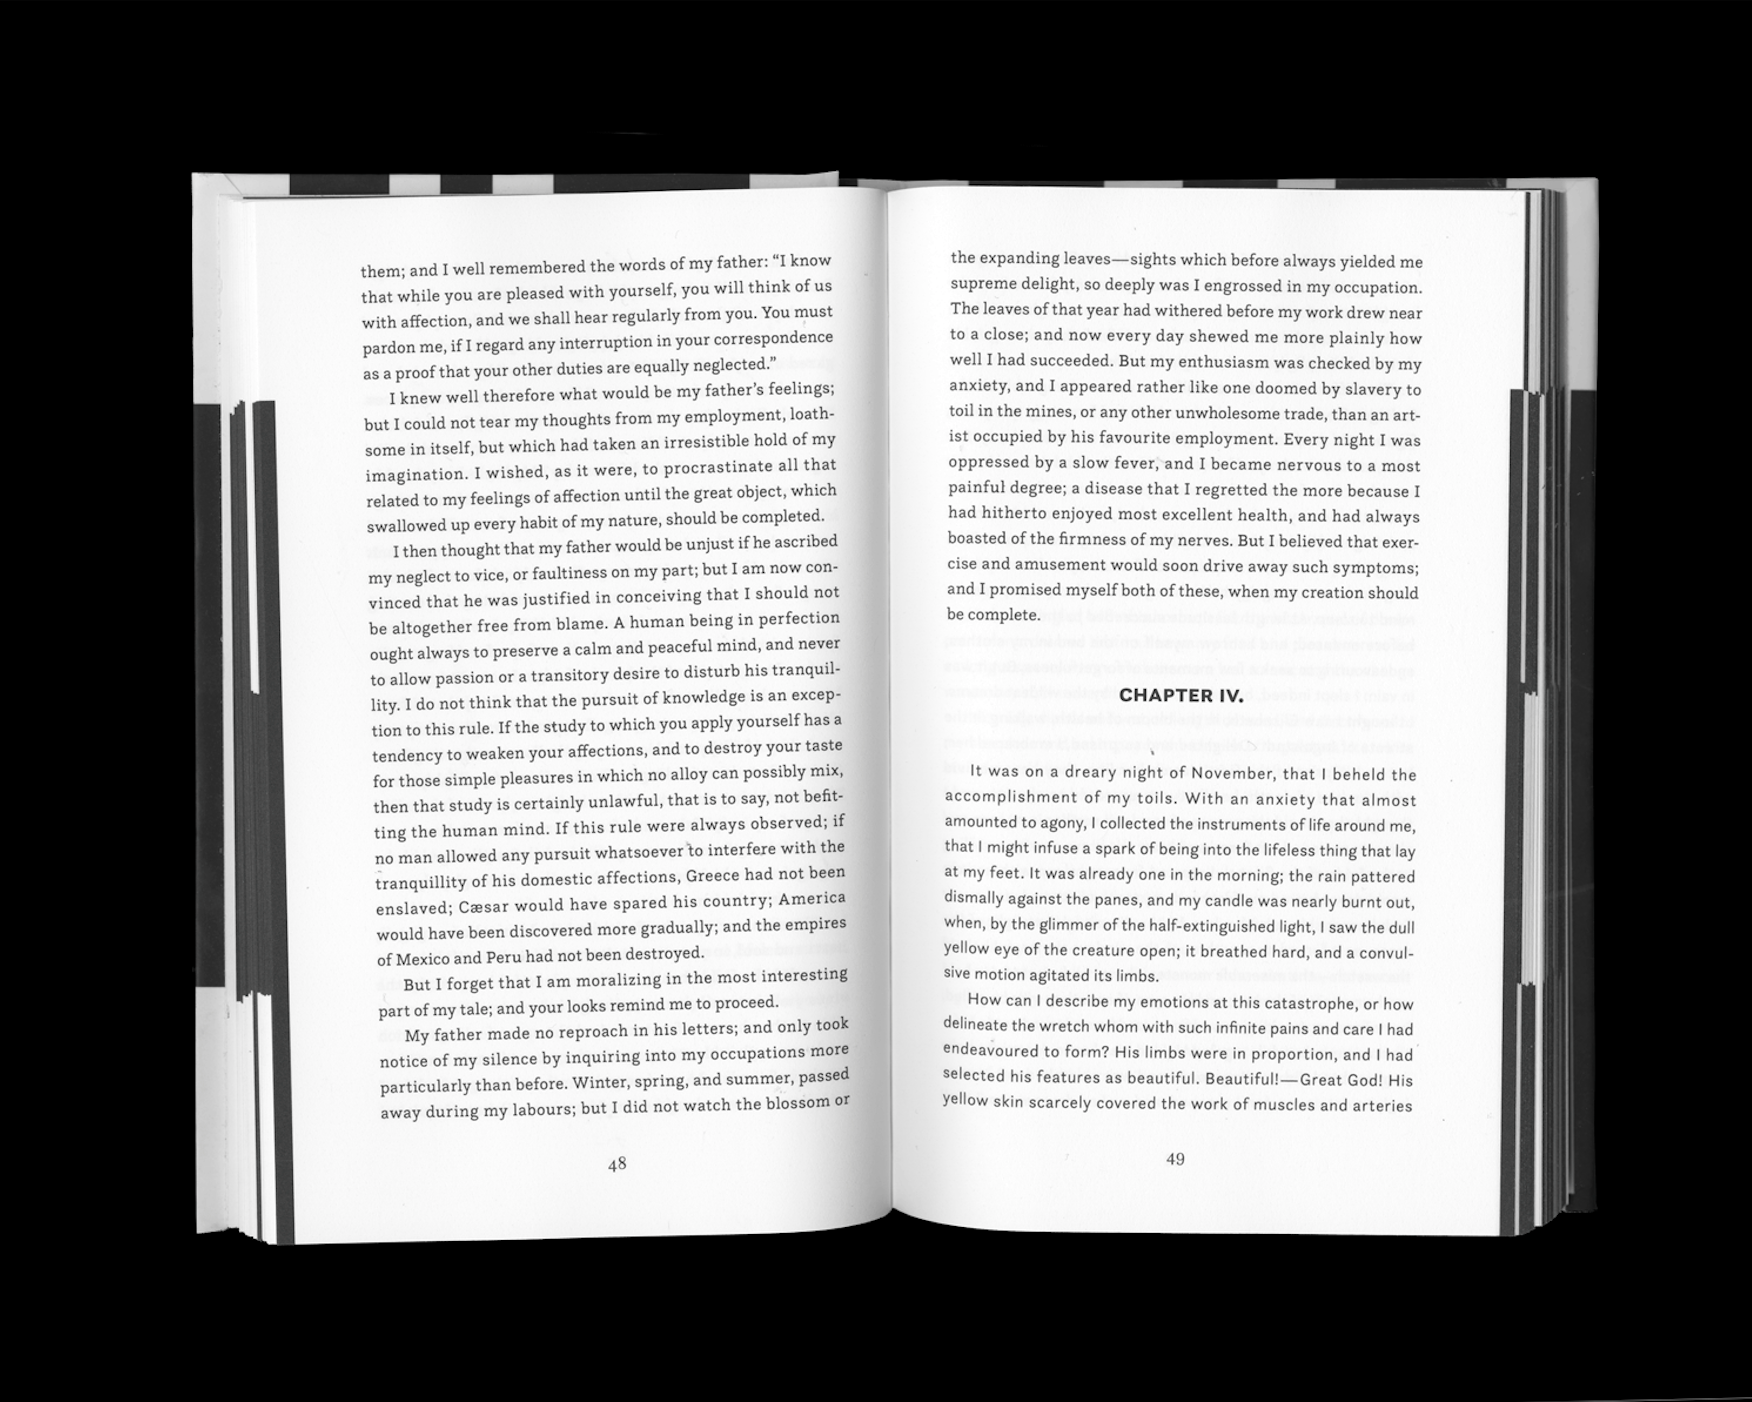 them; and I well remembered the words of my father: “I know
that while you are pleased with yourself, you will think of us
with affection, and we shall hear regularly from you. You must
pardon me, if I regard any interruption in your correspondence
as a proof that your other duties are equally neglected.”
I knew well therefore what would be my father’s feelings;
but I could not tear my thoughts from my employment, loath-
some in itself, but which had taken an irresistible hold of my
imagination. I wished, as it were, to procrastinate all that
related to my feelings of affection until the great object, which
swallowed up every habit of my nature, should be completed.
I then thought that my father would be unjust if he ascribed
my neglect to vice, or faultiness on my part; but I am now con-
vinced that he was justified in conceiving that I should not
be altogether free from blame. A human being in perfection
ought always to preserve a calm and peaceful mind, and never
to allow passion or a transitory desire to disturb his tranquil-
lity. I do not think that the pursuit of knowledge is an excep-
tion to this rule. If the study to which you apply yourself has a
tendency to weaken your affections, and to destroy your taste
for those simple pleasures in which no alloy can possibly mix,
then that study is certainly unlawful, that is to say, not befit-
ting the human mind. If this rule were always observed; if
no man allowed any pursuit whatsoever to interfere with the
tranquillity of his domestic affections, Greece had not been
enslaved; Cæsar would have spared his country; America
would have been discovered more gradually; and the empires
of Mexico and Peru had not been destroyed.
But I forget that I am moralizing in the most interesting
part of my tale; and your looks remind me to proceed.
My father made no reproach in his letters; and only took
notice of my silence by inquiring into my occupations more
particularly than before. Winter, spring, and summer, passed
away during my labours; but I did not watch the blossom or
48
the expanding leaves—sights which before always yielded me
supreme delight, so deeply was I engrossed in my occupation.
The leaves of that year had withered before my work drew near
to a close; and now every day shewed me more plainly how
well I had succeeded. But my enthusiasm was checked by my
anxiety, and I appeared rather like one doomed by slavery to
toil in the mines, or any other unwholesome trade, than an art-
ist occupied by his favourite employment. Every night I was
oppressed by a slow fever, and I became nervous to a most
painful degree; a disease that I regretted the more because I
had hitherto enjoyed most excellent health, and had always
boasted of the firmness of my nerves. But I believed that exer-
cise and amusement would soon drive away such symptoms;
and I promised myself both of these, when my creation should
be complete.
CHAPTER IV.
It was on a dreary night of November, that I beheld the
accomplishment of my toils. With an anxiety that almost
amounted to agony, I collected the instruments of life around me,
that I might infuse a spark of being into the lifeless thing that lay
at my feet. It was already one in the morning; the rain pattered
dismally against the panes, and my candle was nearly burnt out,
when, by the glimmer of the half-extinguished light, I saw the dull
yellow eye of the creature open; it breathed hard, and a convul-
sive motion agitated its limbs.
How can I describe my emotions at this catastrophe, or how
delineate the wretch whom with such infinite pains and care I had
endeavoured to form? His limbs were in proportion, and I had
selected his features as beautiful. Beautiful!—Great God! His
yellow skin scarcely covered the work of muscles and arteries
49